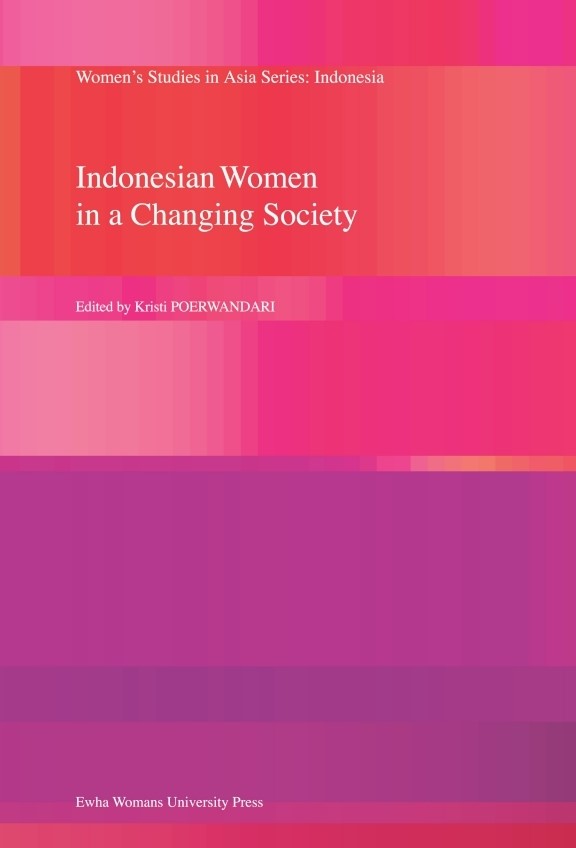 Women's Studies in Asia Series: Indonesia
Indonesian Women
in a Changing Society
Edited by Kristi POERWANDARI
Ewha Womans University Press